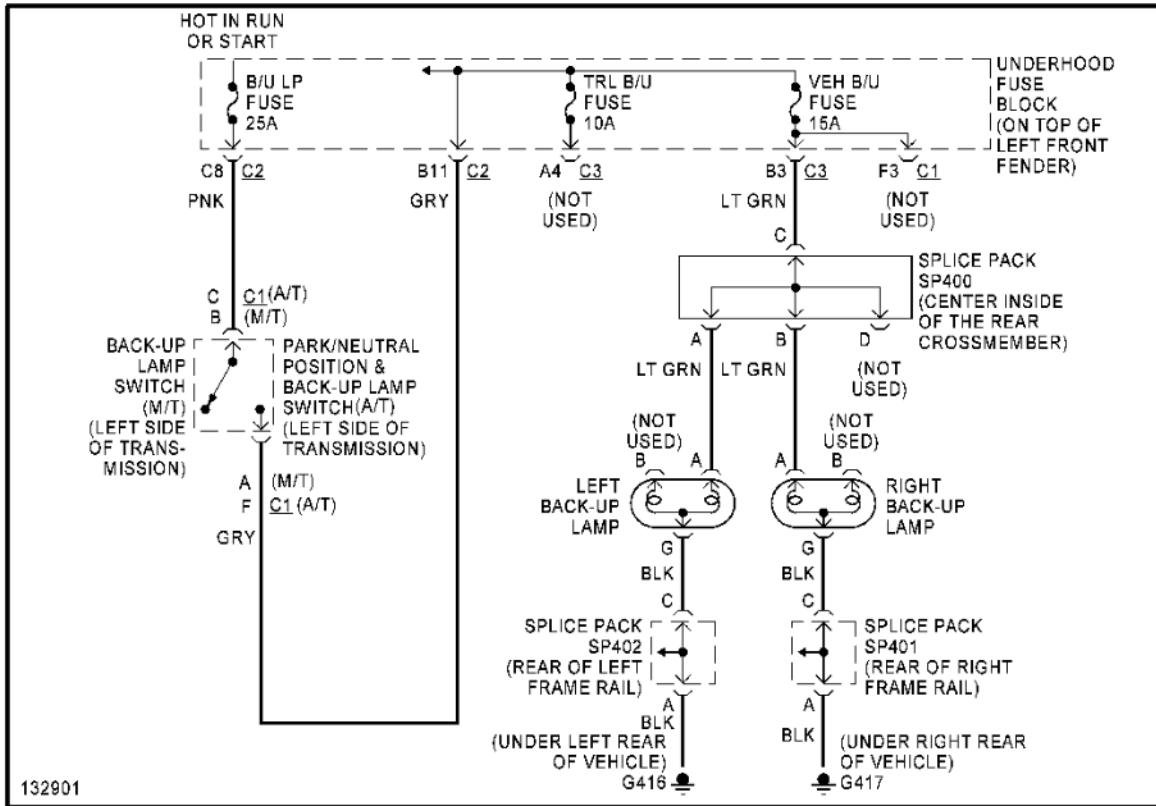 HOT IN RUN
OR START
B/U LP
FUSE
25A
TRL B/U
FUSE
10A
VEH B/U
FUSE
15A
UNDERHOOD
FUSE
BLOCK
(ON TOP OF
LEFT FRONT
FENDER)
C8 C2
B11 C2
A4 C3
B3 C3
F3 C1
PNK
GRY
(NOT
USED)
LT GRN
(NOT
USED)
C
SPLICE PACK
SP400
(CENTER INSIDE
OF THE REAR
CROSSMEMBER)
C C1 (A/T)
B (M/T)
A
B
D
BACK-UP
LAMP
SWITCH
(M/T)
(LEFT SIDE
OF TRANS-
MISSION)
PARK/NEUTRAL
POSITION &
BACK-UP LAMP
SWITCH (A/T)
(LEFT SIDE OF
TRANSMISSION)
LT GRN
LT GRN
(NOT
USED)
(NOT
USED)
(NOT
USED)
B
A
A
B
A (M/T)
F C1 (A/T)
GRY
LEFT
BACK-UP
LAMP
RIGHT
BACK-UP
LAMP
G
G
BLK
BLK
C
C
SPLICE PACK
SP402
(REAR OF LEFT
FRAME RAIL)
SPLICE PACK
SP401
(REAR OF RIGHT
FRAME RAIL)
A
A
BLK
BLK
(UNDER LEFT REAR
OF VEHICLE)
G416
(UNDER RIGHT REAR
OF VEHICLE)
G417
132901